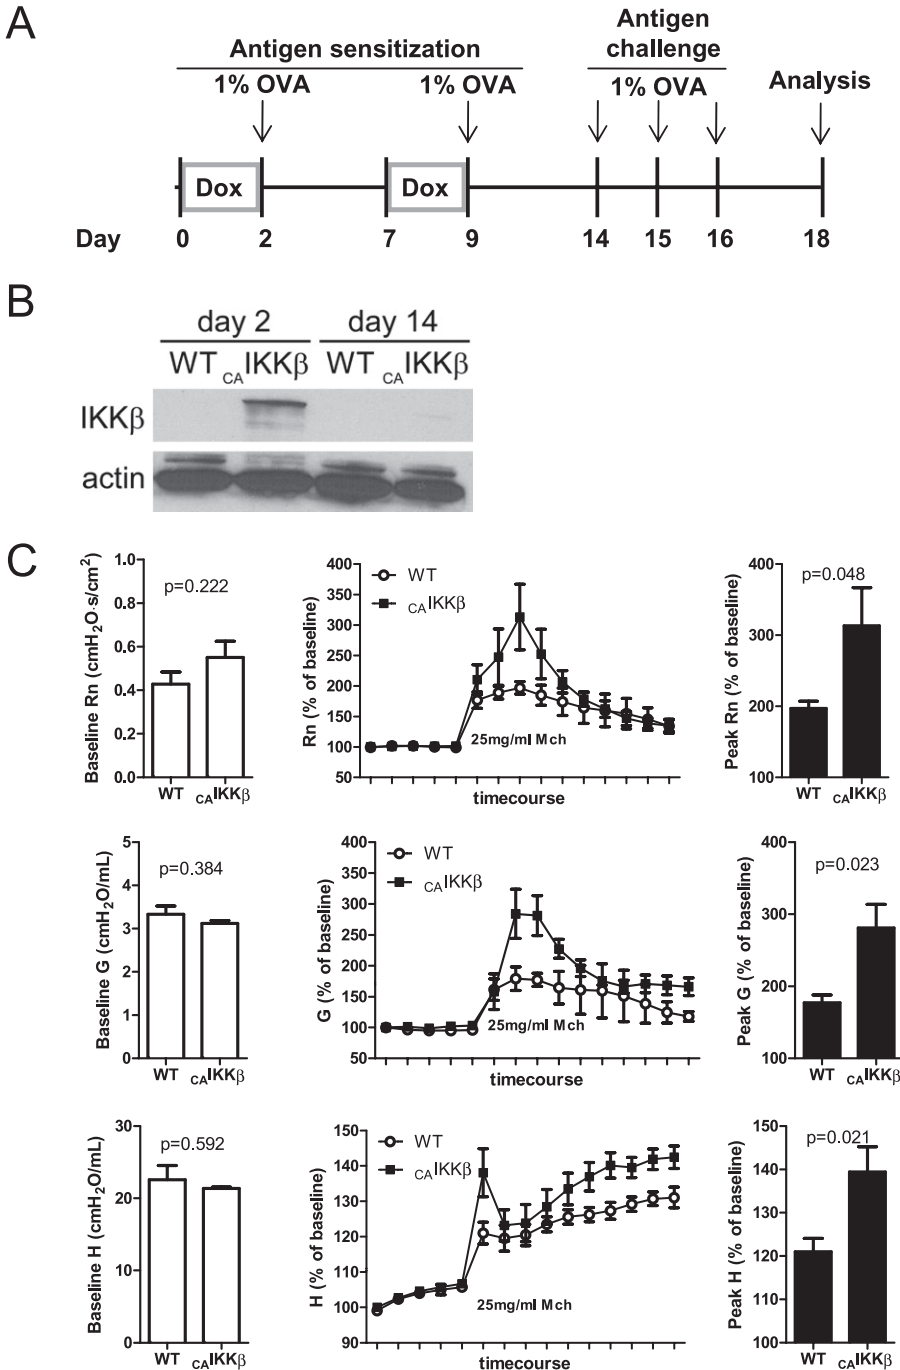 A
Antigen sensitization
Antigen
challenge
1% OVA
1% OVA
1% OVA
Analysis
Dox
Dox
Day
0
2
7
9
14
15
16
18
B
day 2
day 14
WT
CAIKKβ
WT
CAIKKβ
IKKβ
actin
C
Baseline Rn (cmH2O·s/cm2)
1.0
0.8
0.6
0.4
0.2
0.0
p=0.222
WT
CAIKKβ
Rn (% of baseline)
400
350
300
250
200
150
100
50
WT
CAIKKβ
25mg/ml Mch
timecourse
Peak Rn (% of baseline)
400
300
200
100
p=0.048
WT
CAIKKβ
Baseline G (cmH2O/mL)
5
4
3
2
1
0
p=0.384
WT
CAIKKβ
G (% of baseline)
400
350
300
250
200
150
100
50
WT
CAIKKβ
25mg/ml Mch
timecourse
Peak G (% of baseline)
400
300
200
100
p=0.023
WT
CAIKKβ
Baseline H (cmH2O/mL)
30
20
10
0
p=0.592
WT
CAIKKβ
H (% of baseline)
150
140
130
120
110
100
90
WT
CAIKKβ
25mg/ml Mch
timecourse
Peak H (% of baseline)
150
140
130
120
110
100
p=0.021
WT
CAIKKβ